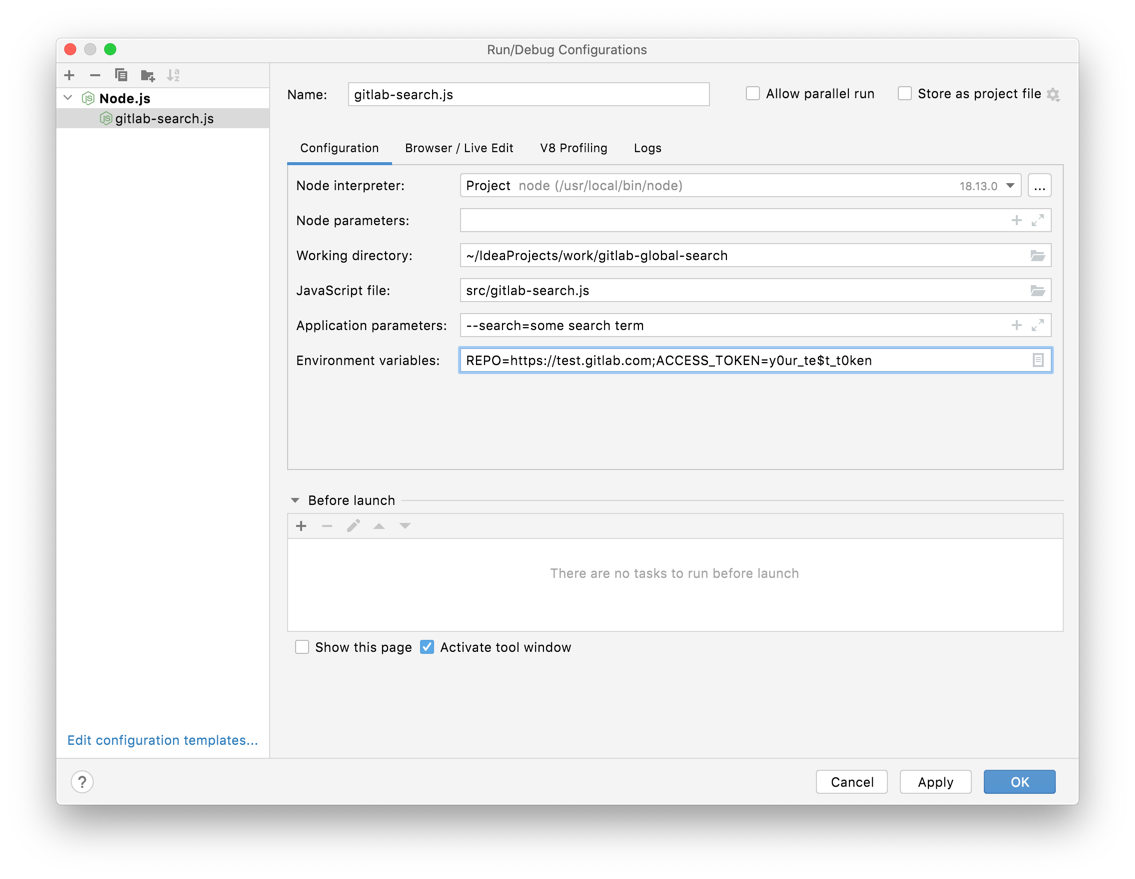 Run/Debug Configurations
Node.js
gitlab-search.js
Name: gitlab-search.js Allow parallel run Store as project file
Configuration Browser / Live Edit V8 Profiling Logs
Node interpreter: Project node (/usr/local/bin/node) 18.13.0 ...
Node parameters:
Working directory: ~/IdeaProjects/work/gitlab-global-search
JavaScript file: src/gitlab-search.js
Application parameters: --search=some search term
Environment variables: REPO=https://test.gitlab.com;ACCESS_TOKEN=y0ur_te$t_t0ken
Before launch
There are no tasks to run before launch
Show this page Activate tool window
Edit configuration templates...
? Cancel Apply OK